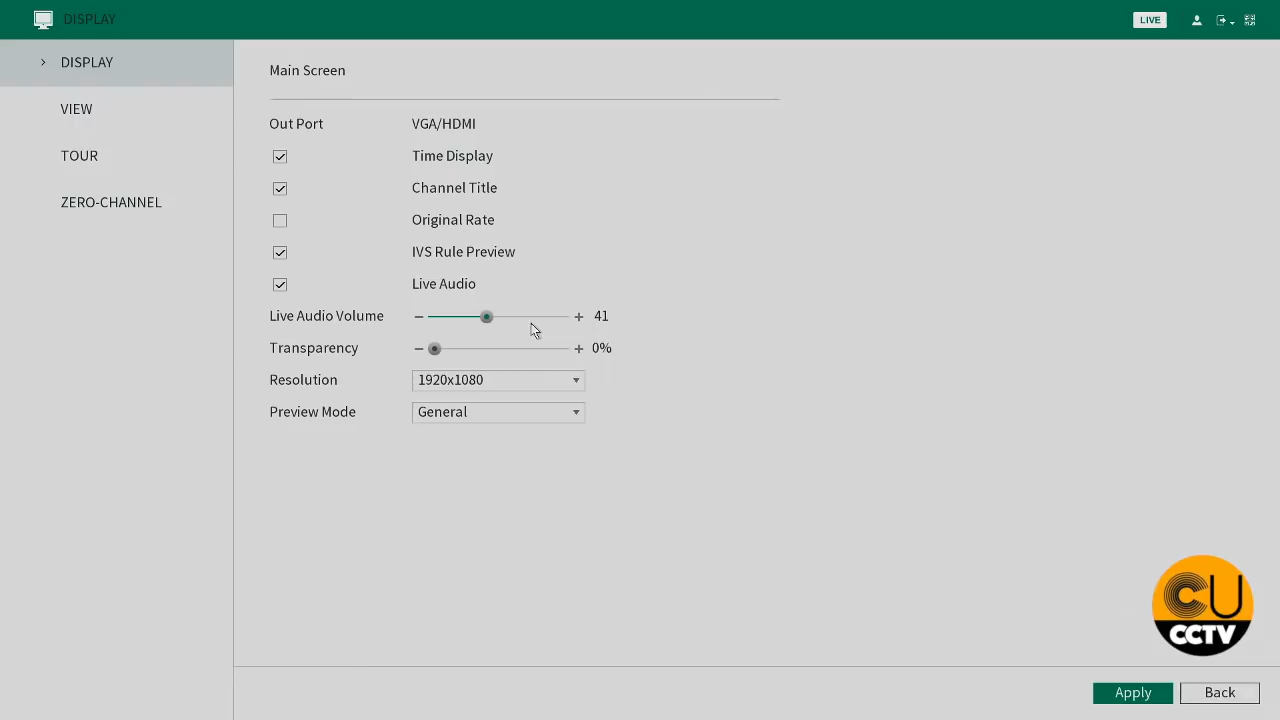 DISPLAY
LIVE
DISPLAY
VIEW
TOUR
ZERO-CHANNEL
Main Screen
Out Port VGA/HDMI
Time Display
Channel Title
Original Rate
IVS Rule Preview
Live Audio
Live Audio Volume 41
Transparency 0%
Resolution 1920x1080
Preview Mode General
CU
CCTV
Apply Back